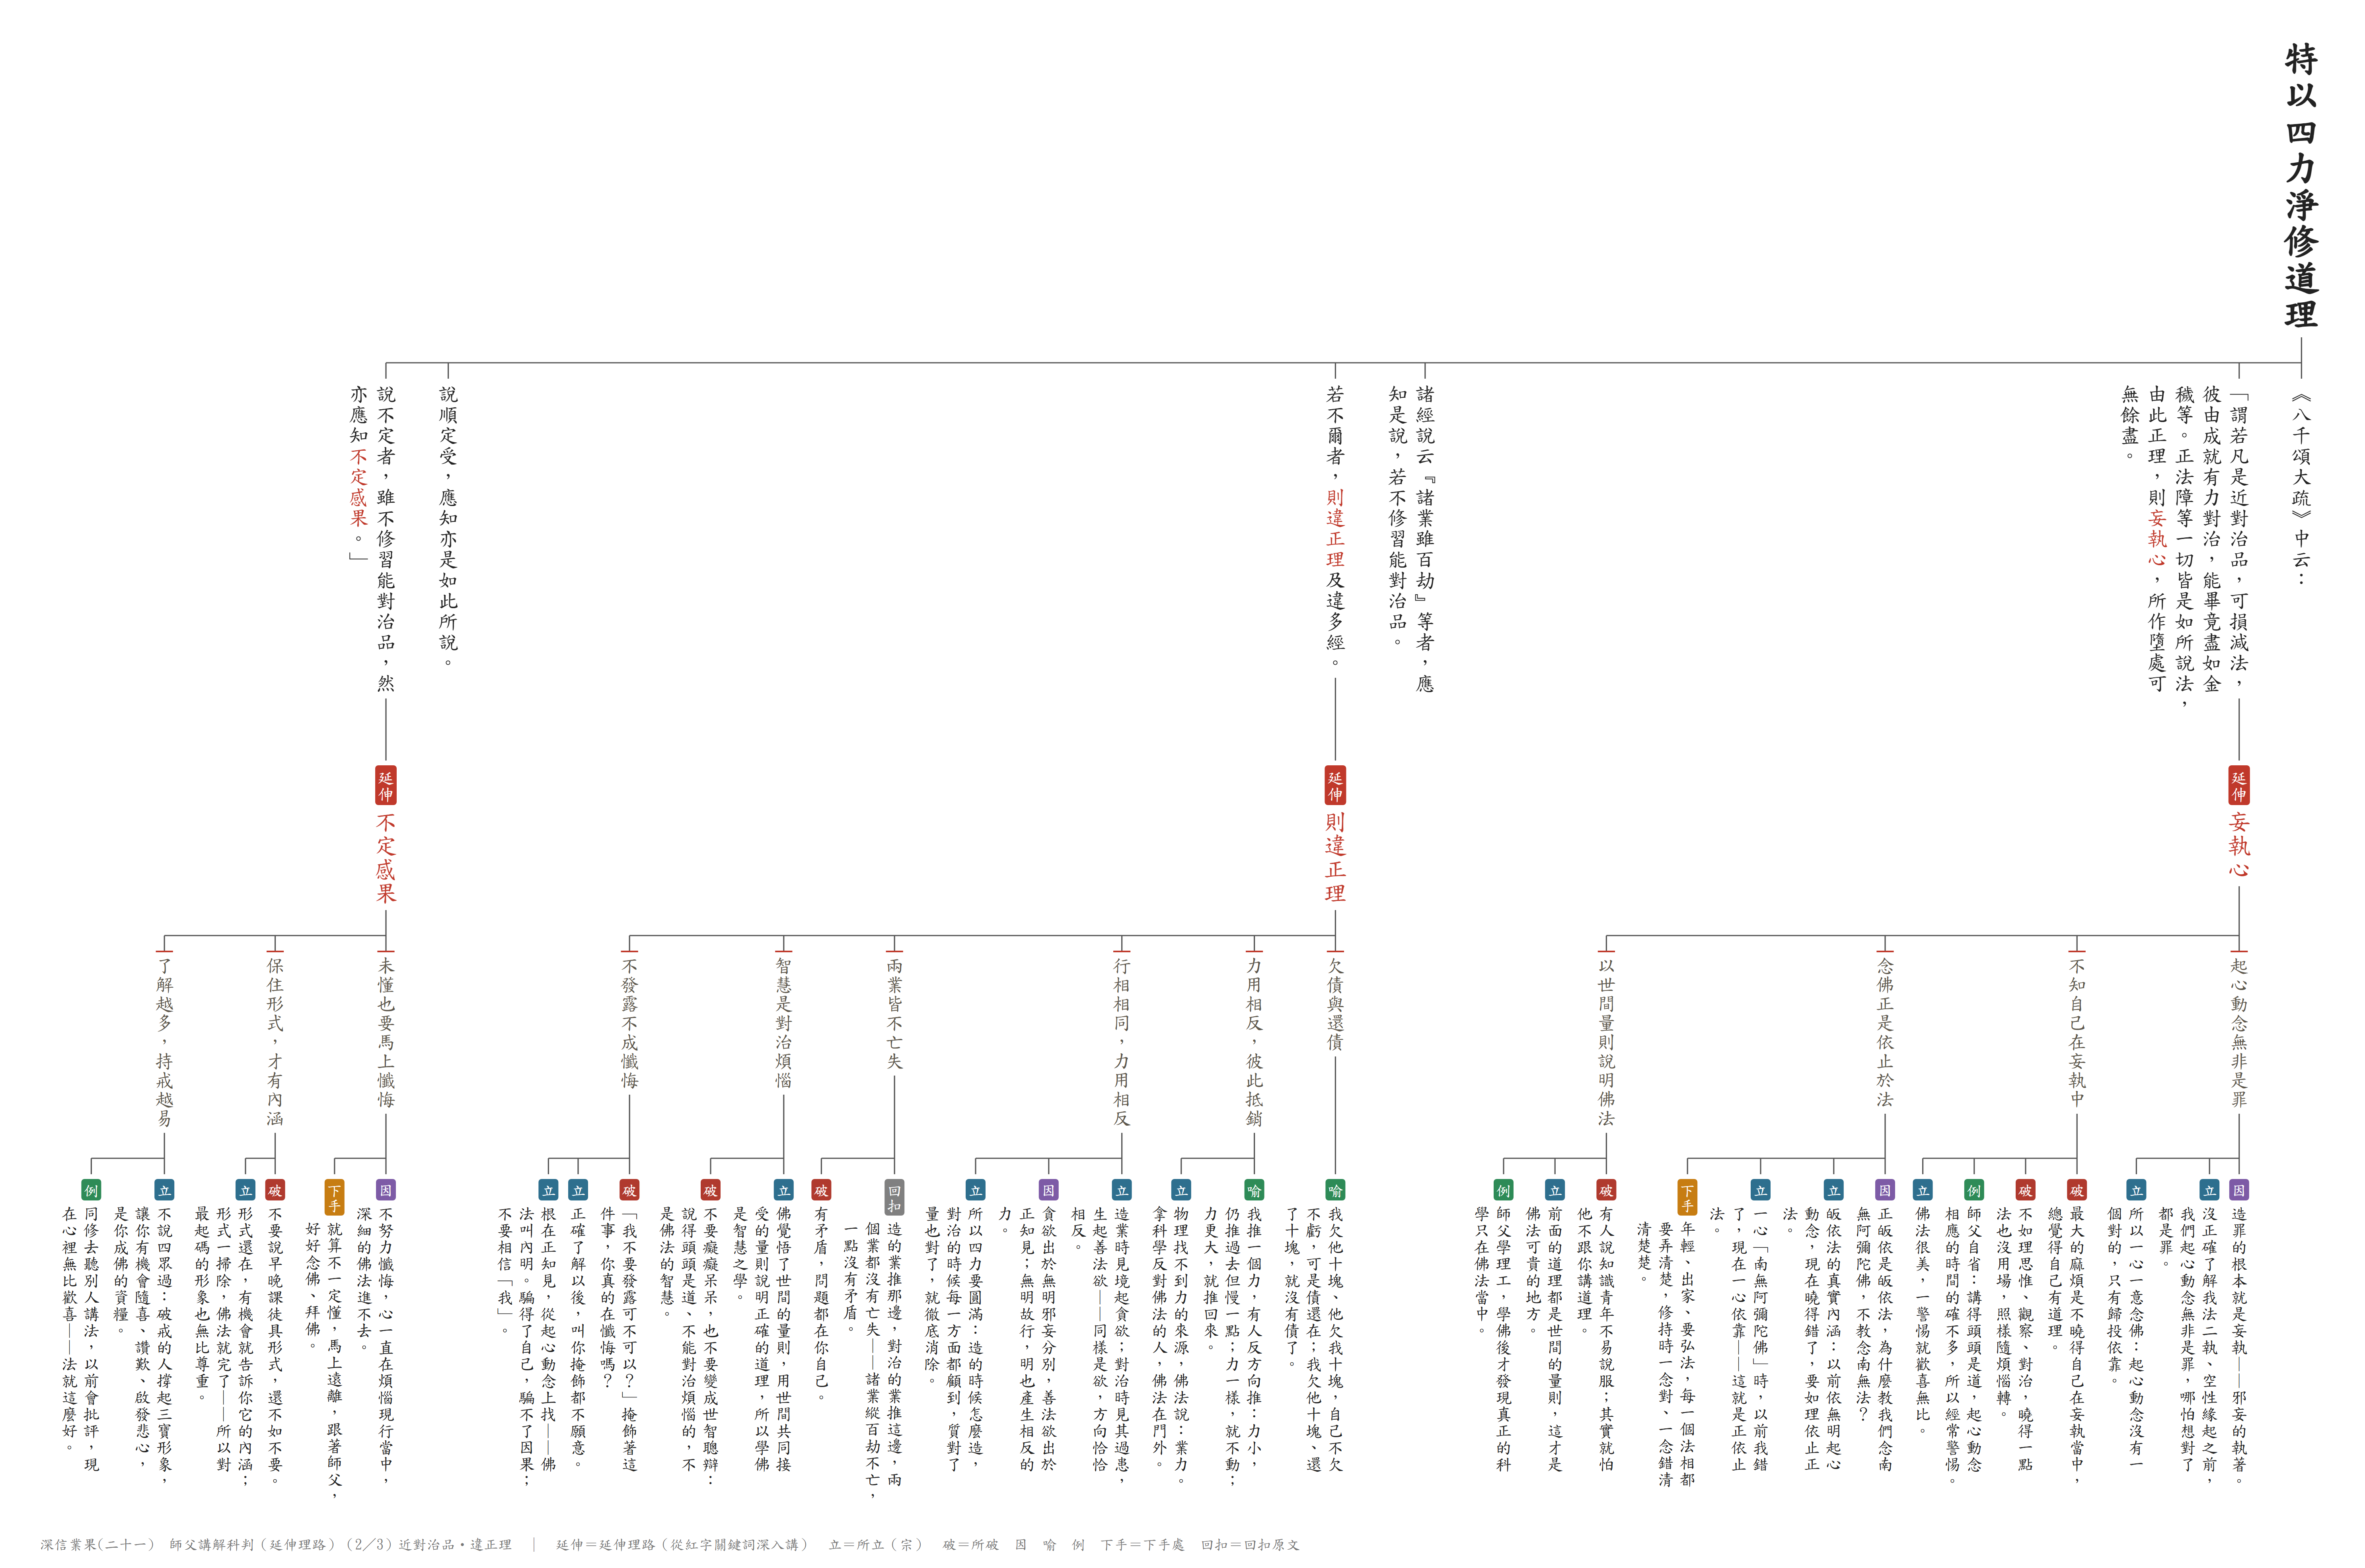 特以四力淨修道理
《八千頌大疏》中云：
「謂若凡是近對治品，可損減法，
彼由成就有力對治，能畢竟盡如金
穢等。正法障等一切皆是如所說法，
由此正理，則妄執心，所作墮處可
無餘盡。
諸經說云『諸業雖百劫』等者，應
知是說，若不修習能對治品。
若不爾者，則違正理及違多經。
說順定受，應知亦是如此所說。
說不定者，雖不修習能對治品，然
亦應知不定感果。」
延伸
妄執心
起心動念無非是罪
因
造罪的根本就是妄執——邪妄的執著。
立
沒正確了解我法二執、空性緣起之前，
我們起心動念無非是罪，哪怕想對了
都是罪。
立
所以一心一意念佛：起心動念沒有一
個對的，只有歸投依靠。
不知自己在妄執中
破
最大的麻煩是不曉得自己在妄執當中，
總覺得自己有道理。
破
不如理思惟、觀察、對治，曉得一點
法也沒用場，照樣隨煩惱轉。
例
師父自省：講得頭頭是道，起心動念
相應的時間的確不多，所以經常警惕。
立
佛法很美，一警惕就歡喜無比。
念佛正是依止於法
因
正皈依是皈依法，為什麼教我們念南
無阿彌陀佛，不教念南無法？
立
皈依法的真實內涵：以前依無明起心
動念，現在曉得錯了，要如理依止正
法。
立
一心「南無阿彌陀佛」時，以前我錯
了，現在一心依靠——這就是正依止
法。
下手
年輕、出家、要弘法，每一個法相都
要弄清楚，修持時一念對、一念錯清
清楚楚。
以世間量則說明佛法
破
有人說知識青年不易說服；其實就怕
他不跟你講道理。
立
前面的道理都是世間的量則，這才是
佛法可貴的地方。
例
師父學理工，學佛後才發現真正的科
學只在佛法當中。
延伸
則違正理
欠債與還債
喻
我欠他十塊、他欠我十塊，自己不欠
不虧，可是債還在；我欠他十塊、還
了十塊，就沒有債了。
力用相反，彼此抵銷
喻
我推一個力，有人反方向推：力小，
仍推過去但慢一點；力一樣，就不動；
力更大，就推回來。
立
物理找不到力的來源，佛法說：業力。
拿科學反對佛法的人，佛法在門外。
行相相同，力用相反
立
造業時見境起貪欲；對治時見其過患，
生起善法欲——同樣是欲，方向恰恰
相反。
因
貪欲出於無明邪妄分別，善法欲出於
正知見；無明故行，明也產生相反的
力。
立
所以四力要圓滿：造的時候怎麼造，
對治的時候每一方面都顧到，質對了
量也對了，就徹底消除。
兩業皆不亡失
回扣
造的業推那邊，對治的業推這邊，兩
個業都沒有亡失——諸業縱百劫不亡，
一點沒有矛盾。
破
有矛盾，問題都在你自己。
智慧是對治煩惱
立
佛覺悟了世間的量則，用世間共同接
受的量則說明正確的道理，所以學佛
是智慧之學。
破
不要癡癡呆呆，也不要變成世智聰辯：
說得頭頭是道、不能對治煩惱的，不
是佛法的智慧。
不發露不成懺悔
破
「我不要發露可不可以？」掩飾著這
件事，你真的在懺悔嗎？
立
正確了解以後，叫你掩飾都不願意。
立
根在正知見，從起心動念上找——佛
法叫內明。騙得了自己，騙不了因果；
不要相信「我」。
延伸
不定感果
未懂也要馬上懺悔
因
不努力懺悔，心一直在煩惱現行當中，
深細的佛法進不去。
下手
就算不一定懂，馬上遠離，跟著師父，
好好念佛、拜佛。
保住形式，才有內涵
破
不要說早晚課徒具形式，還不如不要。
立
形式還在，有機會就告訴你它的內涵；
形式一掃除，佛法就完了——所以對
最起碼的形象也無比尊重。
了解越多，持戒越易
立
不說四眾過：破戒的人撐起三寶形象，
讓你有機會隨喜、讚歎、啟發悲心，
是你成佛的資糧。
例
同修去聽別人講法，以前會批評，現
在心裡無比歡喜——法就這麼好。
深信業果(二十一)　師父講解科判（延伸理路）（2／3）近對治品・違正理　｜　延伸＝延伸理路（從紅字關鍵詞深入講）　立＝所立（宗）　破＝所破　因　喻　例　下手＝下手處　回扣＝回扣原文